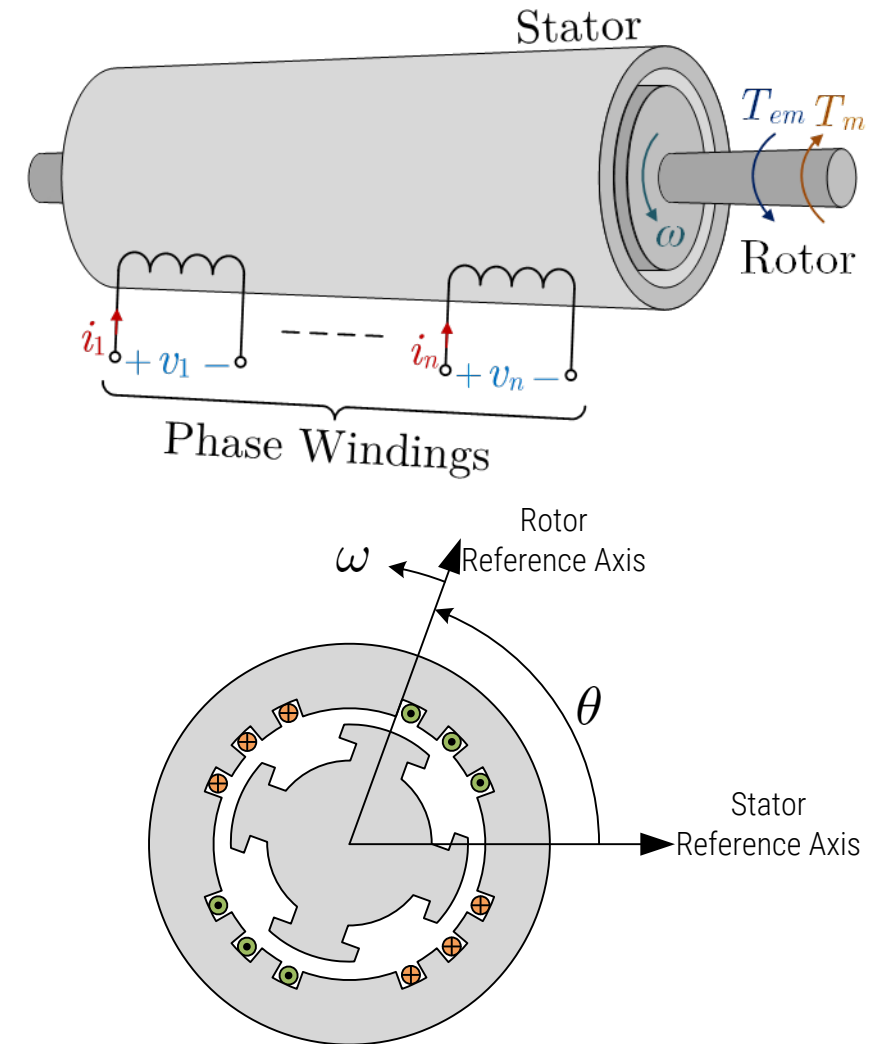 Stator
T_em T_m
ω
Rotor
i_1 + v_1 −
i_n + v_n −
Phase Windings
Rotor
Reference Axis
ω
θ
Stator
Reference Axis